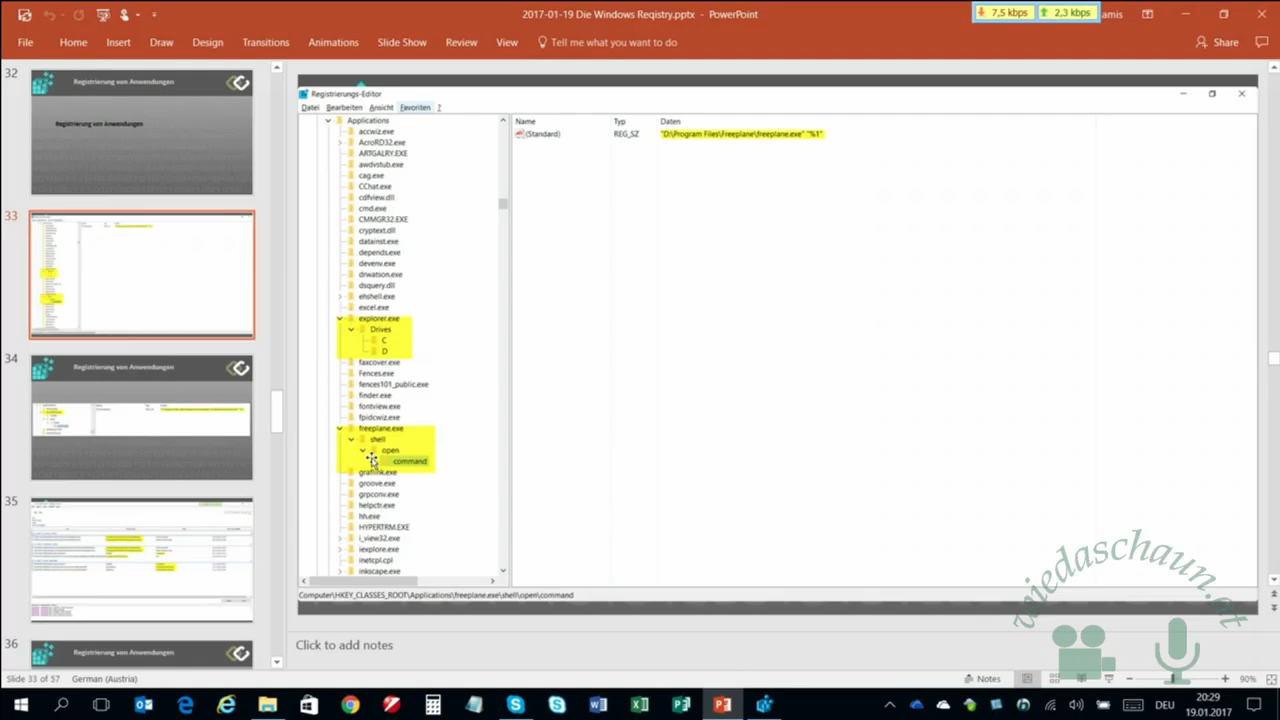 2017-01-19 Die Windows Registry.pptx - PowerPoint
7,5 kbps
2,3 kbps
amis
File
Home
Insert
Draw
Design
Transitions
Animations
Slide Show
Review
View
Tell me what you want to do
Share
32
Registrierung von Anwendungen
Registrierung von Anwendungen
33
34
Registrierung von Anwendungen
35
36
Registrierung von Anwendungen
Registrierungs-Editor
Datei
Bearbeiten
Ansicht
Favoriten
?
Applications
accwiz.exe
AcroRD32.exe
ARTGALRY.EXE
awdvstub.exe
cag.exe
CChat.exe
cdfview.dll
cmd.exe
CMMGR32.EXE
cryptext.dll
datainst.exe
depends.exe
devenv.exe
drwatson.exe
dsquery.dll
ehshell.exe
excel.exe
explorer.exe
Drives
C
D
faxcover.exe
Fences.exe
fences101_public.exe
finder.exe
fontview.exe
fpidcwiz.exe
freeplane.exe
shell
open
command
graflink.exe
groove.exe
grpconv.exe
helpctr.exe
hh.exe
HYPERTRM.EXE
i_view32.exe
iexplore.exe
inetcpl.cpl
inkscape.exe
Name
Typ
Daten
(Standard)
REG_SZ
"D:\Program Files\Freeplane\freeplane.exe" "%1"
Computer\HKEY_CLASSES_ROOT\Applications\freeplane.exe\shell\open\command
Click to add notes
wiedaschaun.at
Slide 33 of 57
German (Austria)
Notes
90%
DEU
20:29
19.01.2017